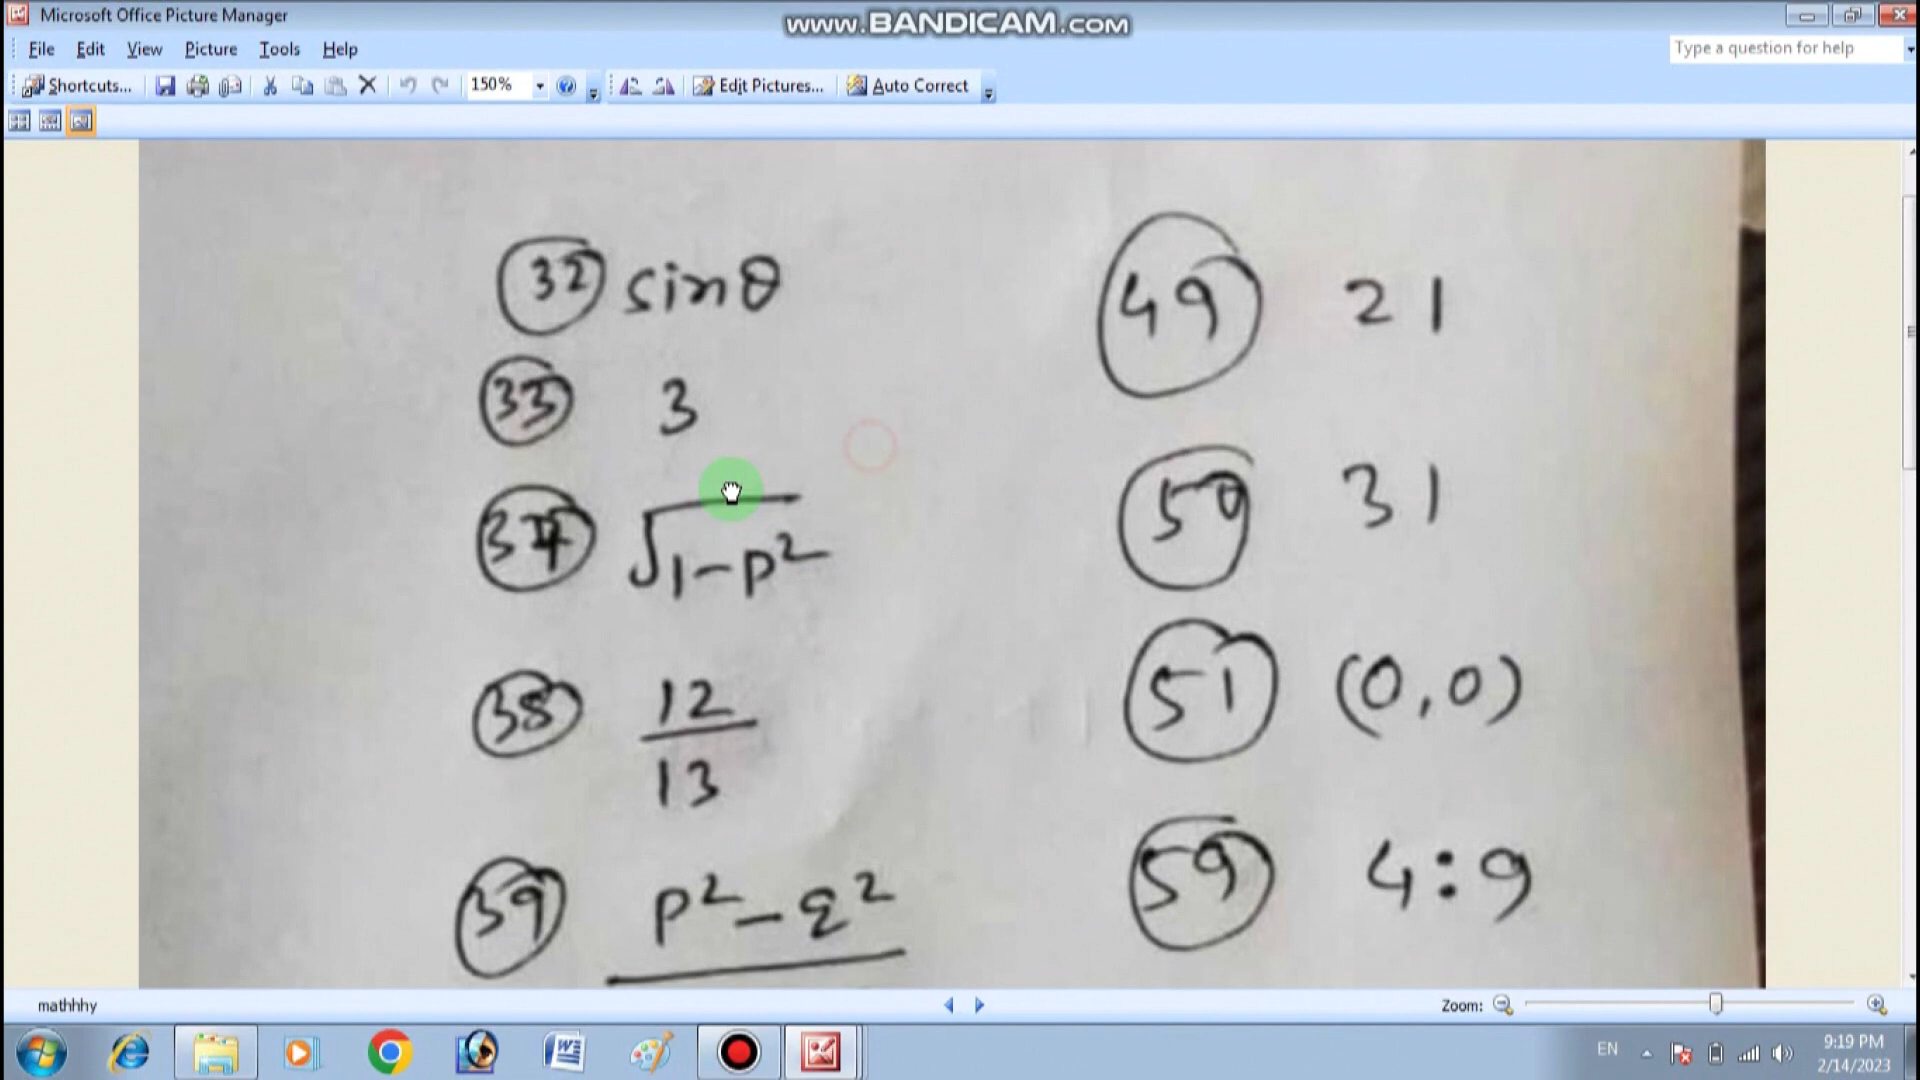 Microsoft Office Picture Manager
www.BANDICAM.com
File Edit View Picture Tools Help
Type a question for help
Shortcuts... 150% Edit Pictures... Auto Correct
32 sinθ
33 3
37 √1-p²
38 12/13
39 p²-q²
49 21
50 31
51 (0,0)
59 4:9
mathhhy
Zoom:
EN
9:19 PM
2/14/2023